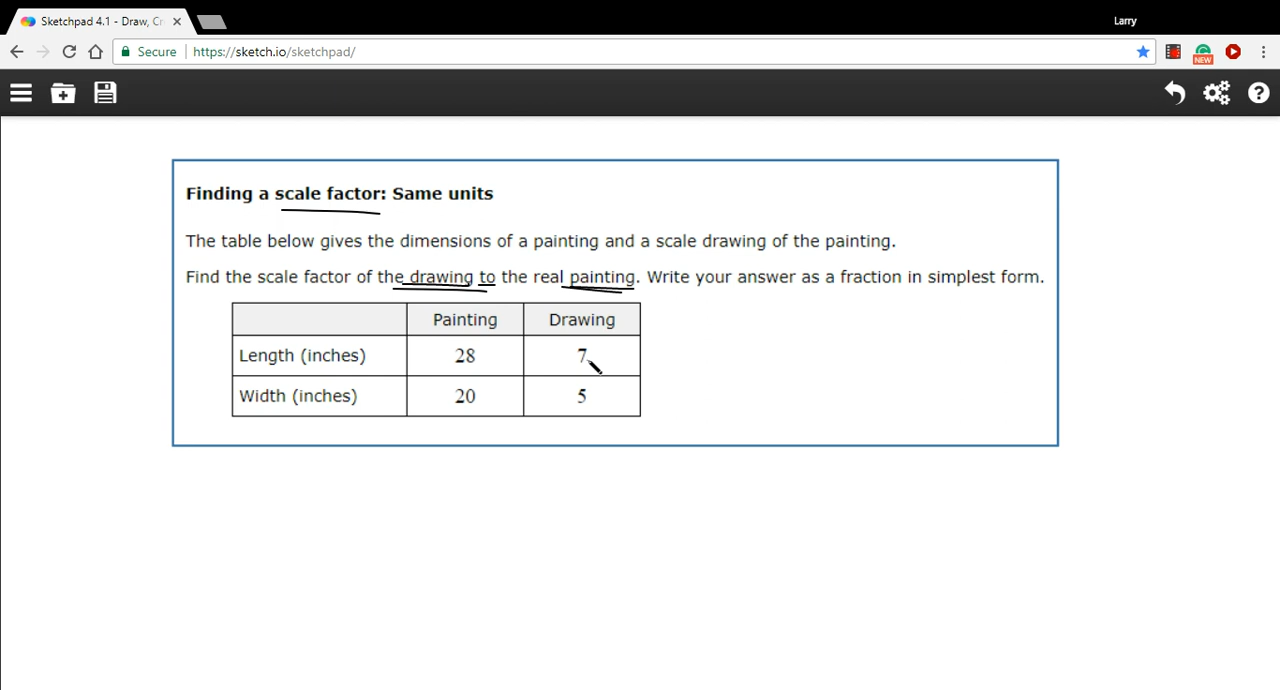 Sketchpad 4.1 - Draw, Cr
Larry
Secure https://sketch.io/sketchpad/
NEW
Finding a scale factor: Same units
The table below gives the dimensions of a painting and a scale drawing of the painting.
Find the scale factor of the drawing to the real painting. Write your answer as a fraction in simplest form.
Painting Drawing
Length (inches) 28 7
Width (inches) 20 5